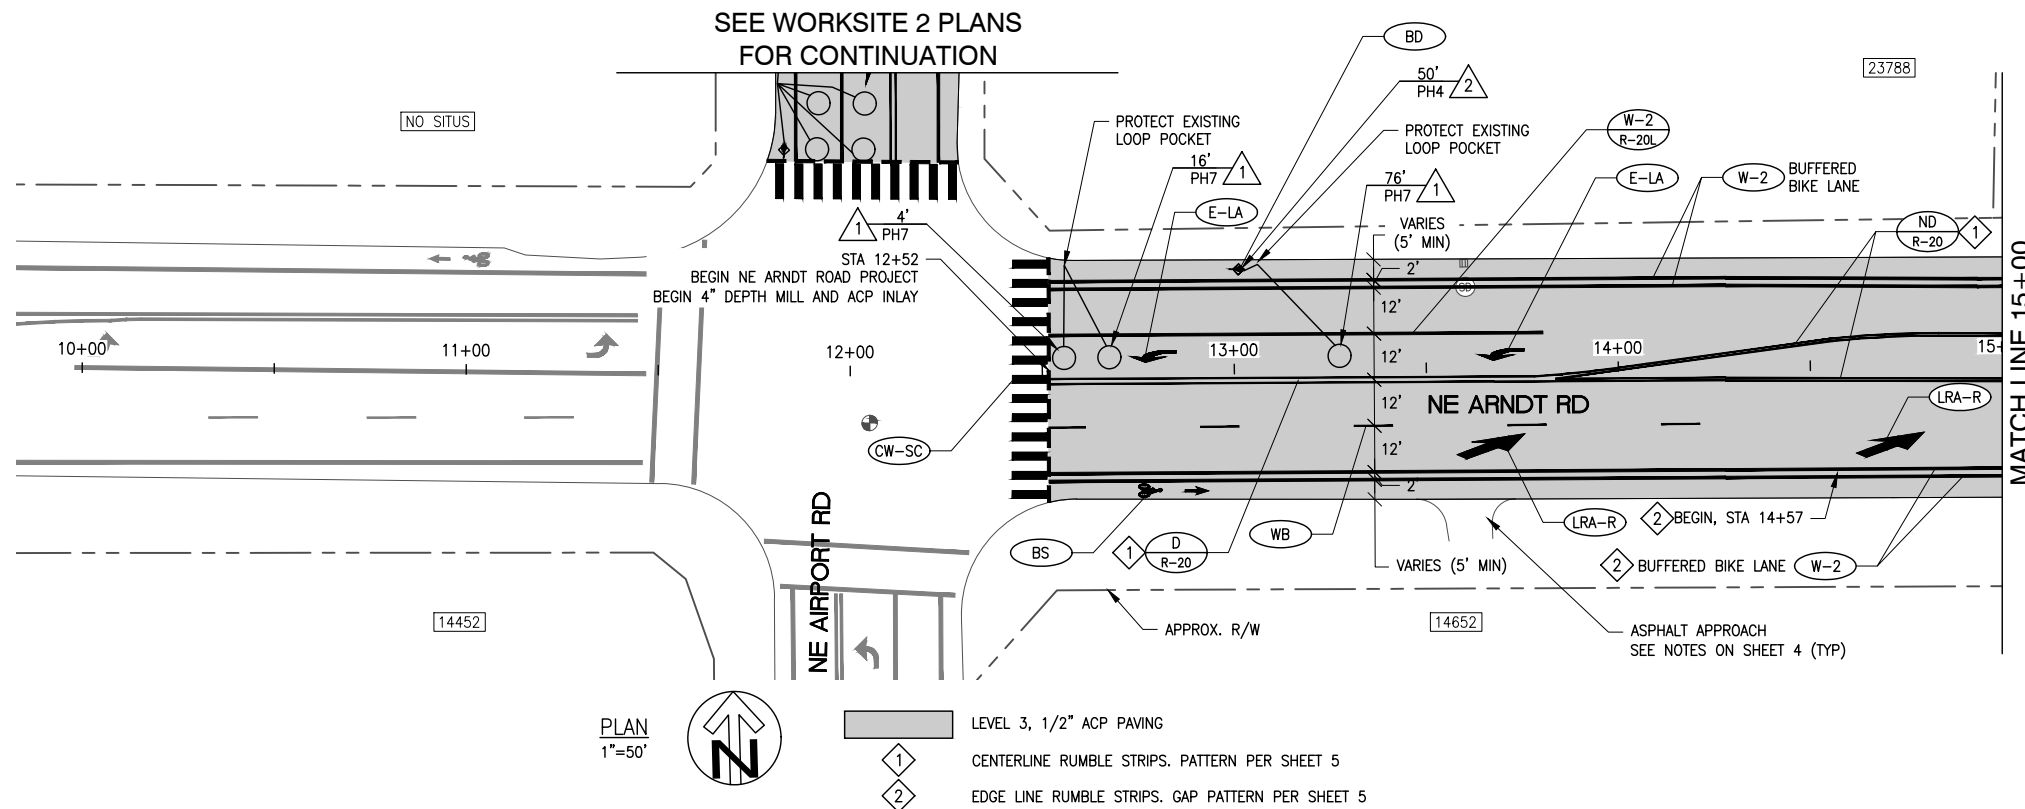 SEE WORKSITE 2 PLANS
FOR CONTINUATION
BD
23788
50'
PH4
2
NO SITUS
PROTECT EXISTING
LOOP POCKET
PROTECT EXISTING
LOOP POCKET
W-2
R-20L
16'
PH7
1
76'
PH7
1
E-LA
W-2
BUFFERED
BIKE LANE
E-LA
VARIES
(5' MIN)
ND
R-20
1
1
4'
PH7
STA 12+52
BEGIN NE ARNDT ROAD PROJECT
BEGIN 4" DEPTH MILL AND ACP INLAY
2'
SD
12'
10+00
11+00
12+00
13+00
14+00
15+
12'
12'
NE ARNDT RD
LRA-R
MATCH LINE 15+00
CW-SC
12'
2'
NE AIRPORT RD
BS
1
D
R-20
WB
LRA-R
2
BEGIN, STA 14+57
VARIES (5' MIN)
2
BUFFERED BIKE LANE
W-2
14452
APPROX. R/W
14652
ASPHALT APPROACH
SEE NOTES ON SHEET 4 (TYP)
PLAN
1"=50'
N
LEVEL 3, 1/2" ACP PAVING
1
CENTERLINE RUMBLE STRIPS. PATTERN PER SHEET 5
2
EDGE LINE RUMBLE STRIPS. GAP PATTERN PER SHEET 5